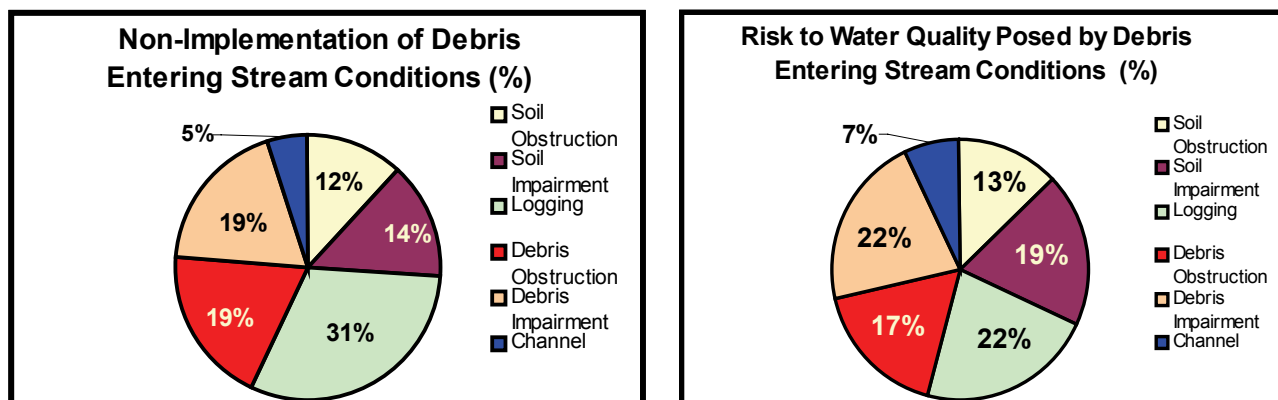 Non-Implementation of Debris
Entering Stream Conditions (%)
5%
12%
14%
31%
19%
19%
Soil
Obstruction
Soil
Impairment
Logging
Debris
Obstruction
Debris
Impairment
Channel
Risk to Water Quality Posed by Debris
Entering Stream Conditions (%)
7%
13%
19%
22%
17%
22%
Soil
Obstruction
Soil
Impairment
Logging
Debris
Obstruction
Debris
Impairment
Channel